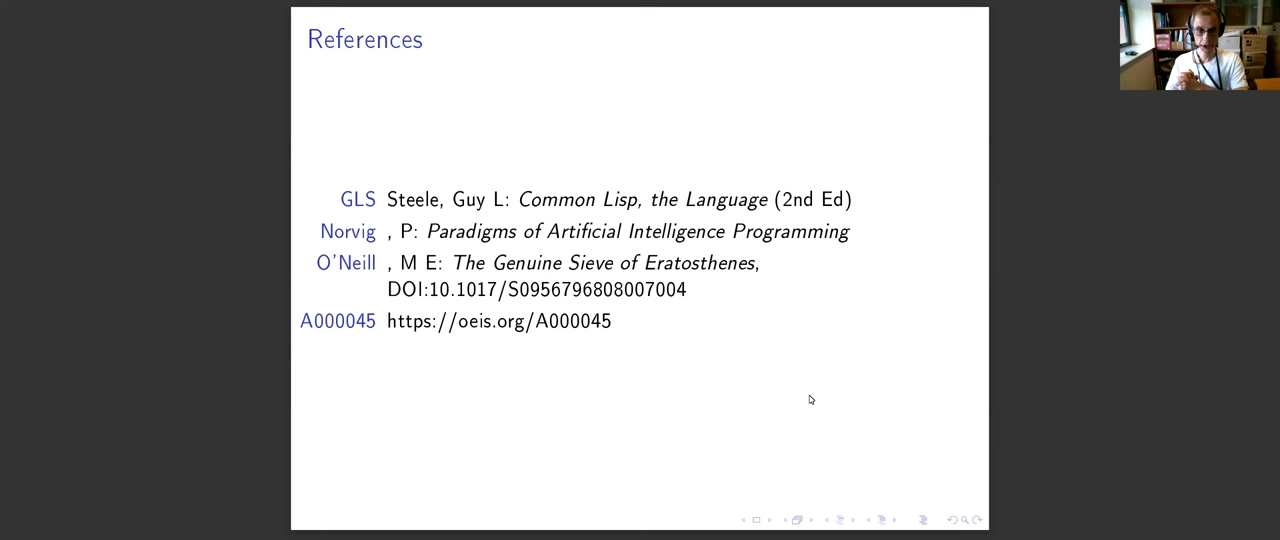 References
GLS Steele, Guy L: Common Lisp, the Language (2nd Ed)
Norvig , P: Paradigms of Artificial Intelligence Programming
O'Neill , M E: The Genuine Sieve of Eratosthenes,
DOI:10.1017/S0956796808007004
A000045 https://oeis.org/A000045